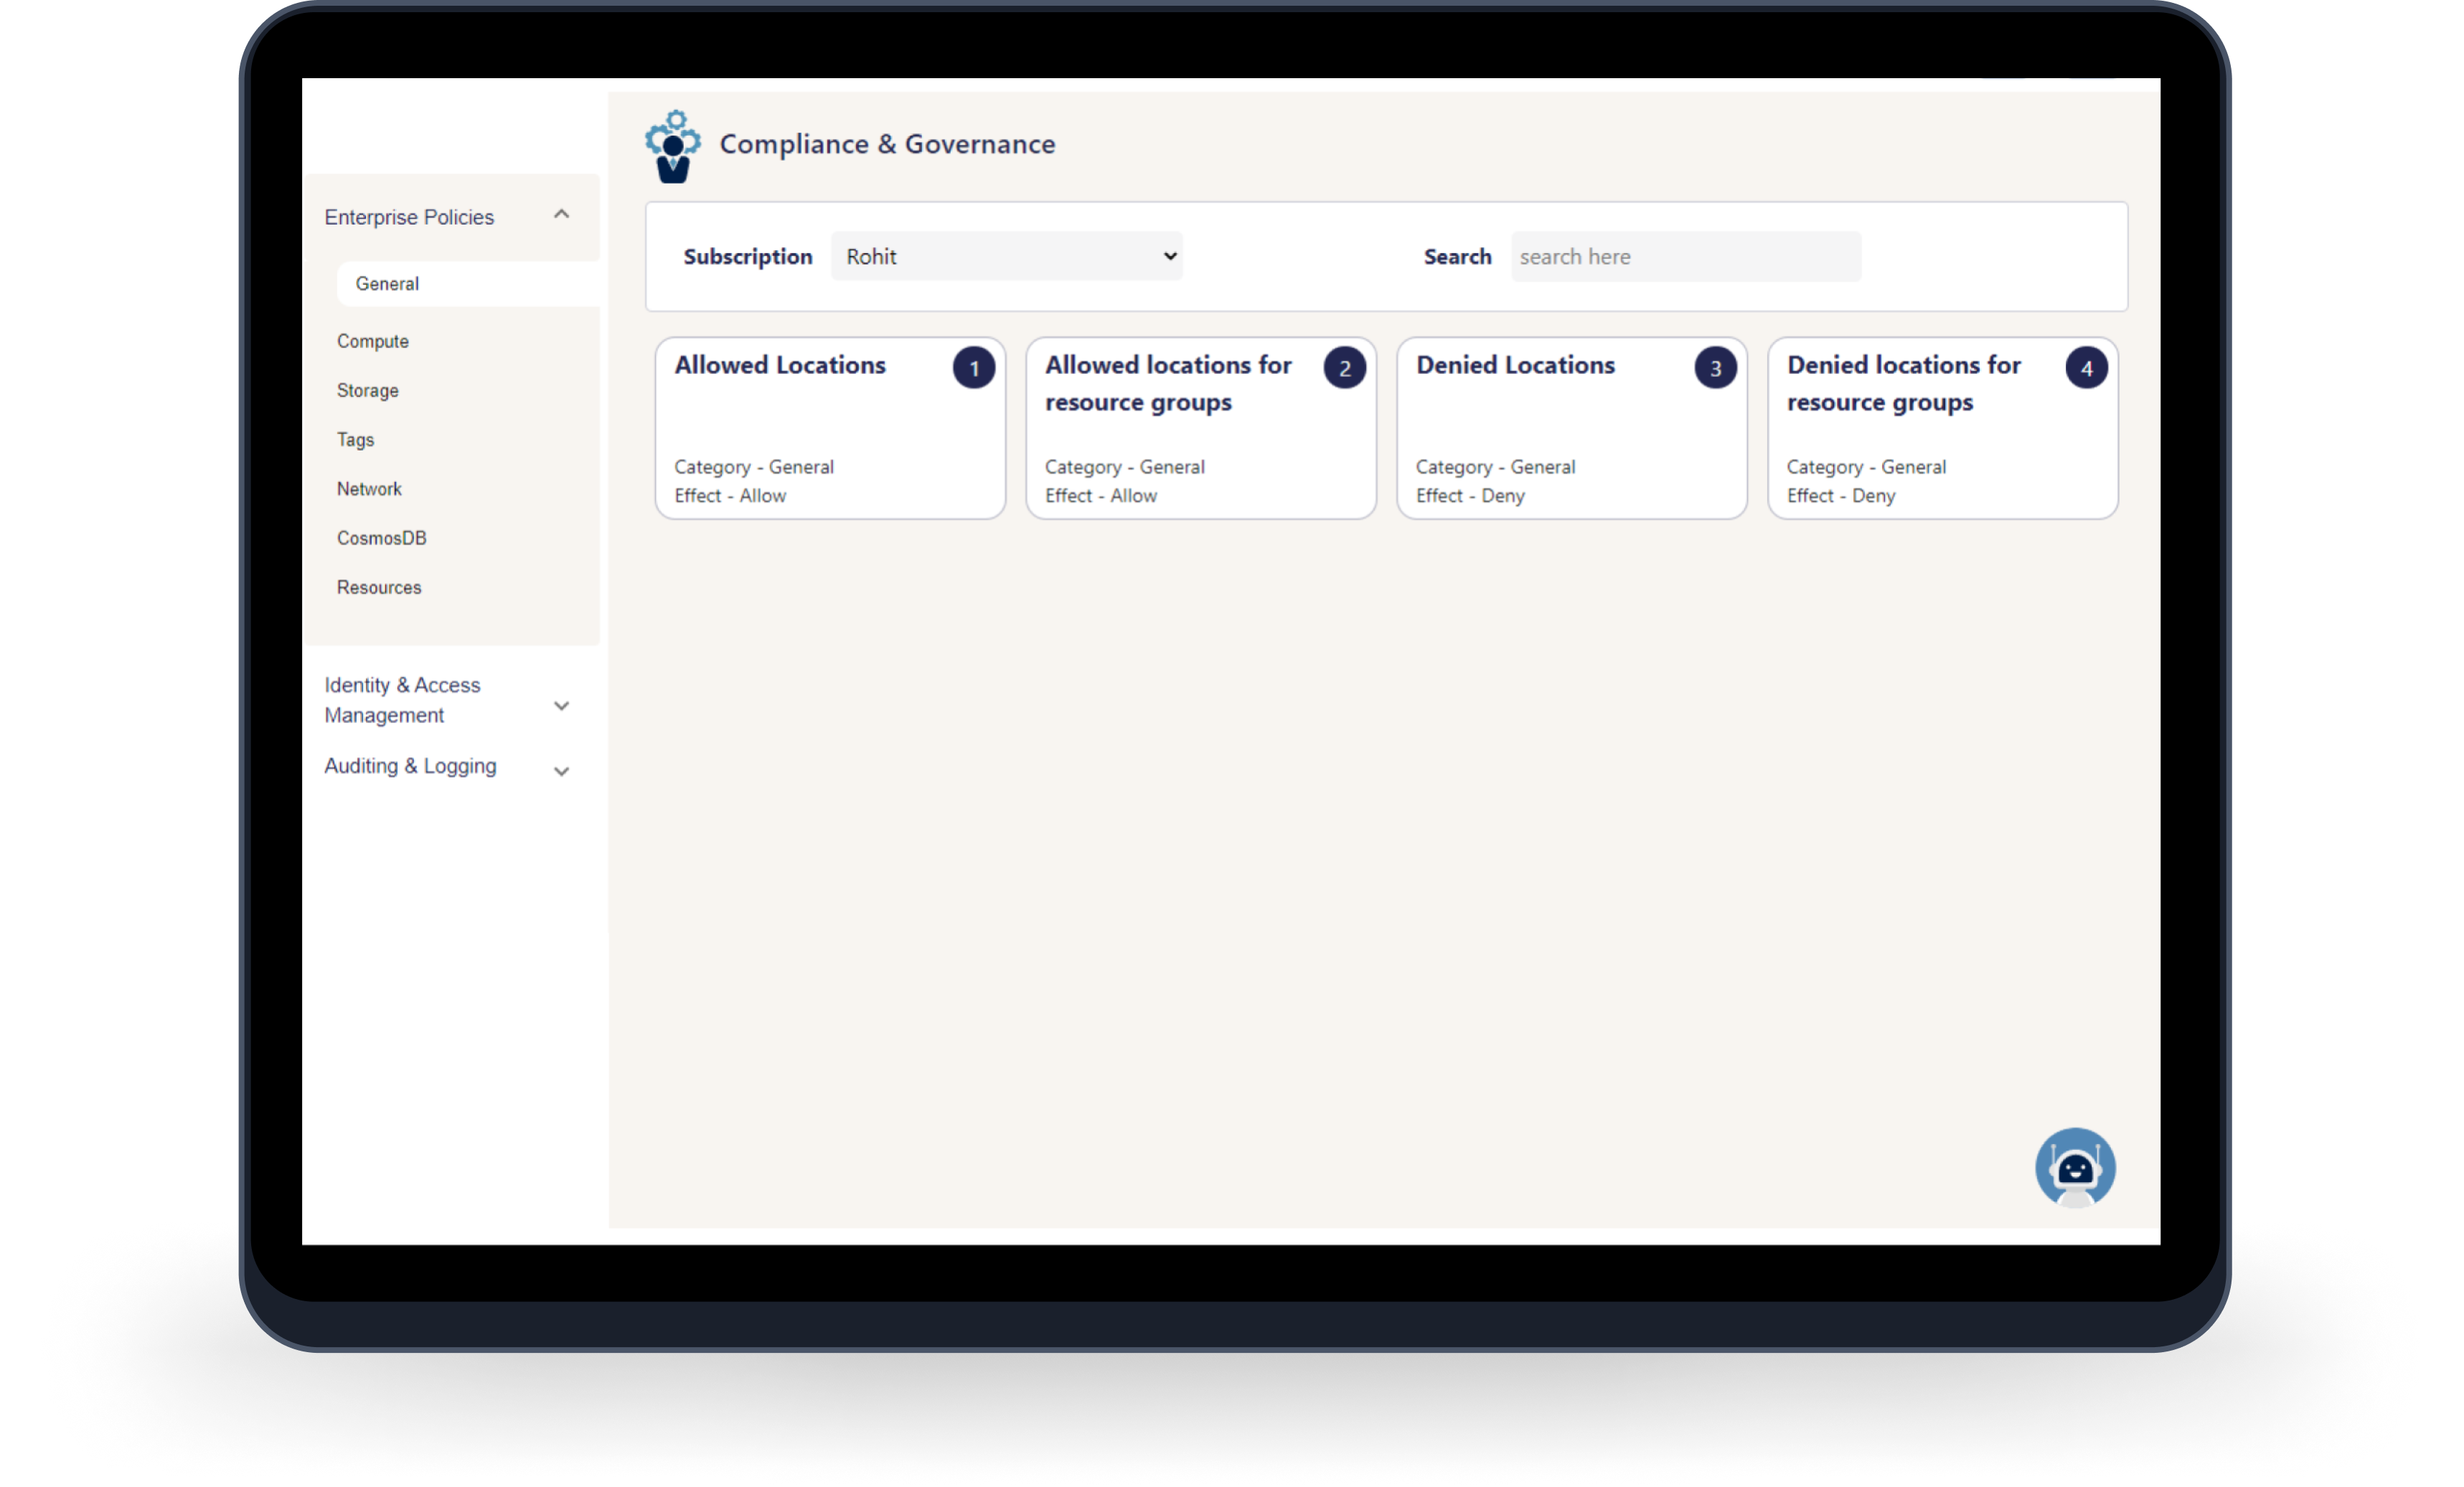 Compliance & Governance
Enterprise Policies
General
Compute
Storage
Tags
Network
CosmosDB
Resources
Identity & Access
Management
Auditing & Logging
Subscription Rohit
Search search here
Allowed Locations 1
Category - General
Effect - Allow
Allowed locations for 2
resource groups
Category - General
Effect - Allow
Denied Locations 3
Category - General
Effect - Deny
Denied locations for 4
resource groups
Category - General
Effect - Deny